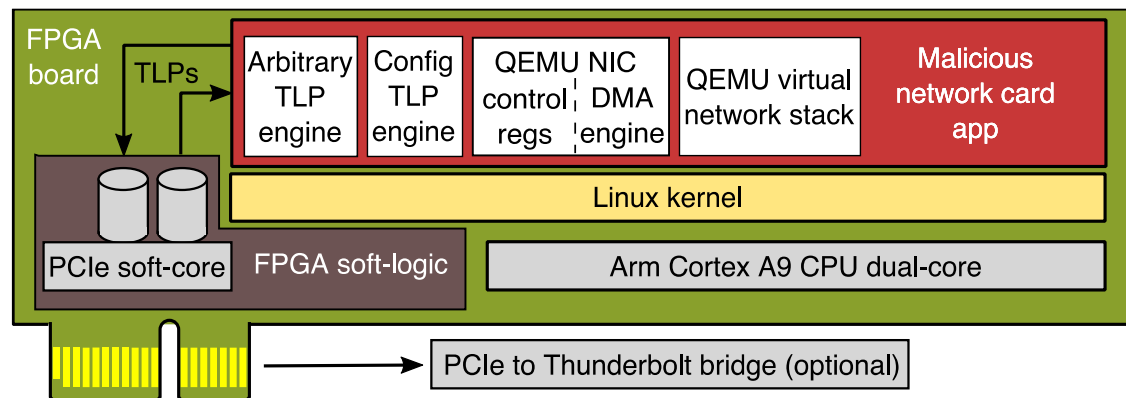 FPGA
board
TLPs
Arbitrary
TLP
engine
Config
TLP
engine
QEMU NIC
control DMA
regs engine
QEMU virtual
network stack
Malicious
network card
app
Linux kernel
PCIe soft-core
FPGA soft-logic
Arm Cortex A9 CPU dual-core
PCIe to Thunderbolt bridge (optional)